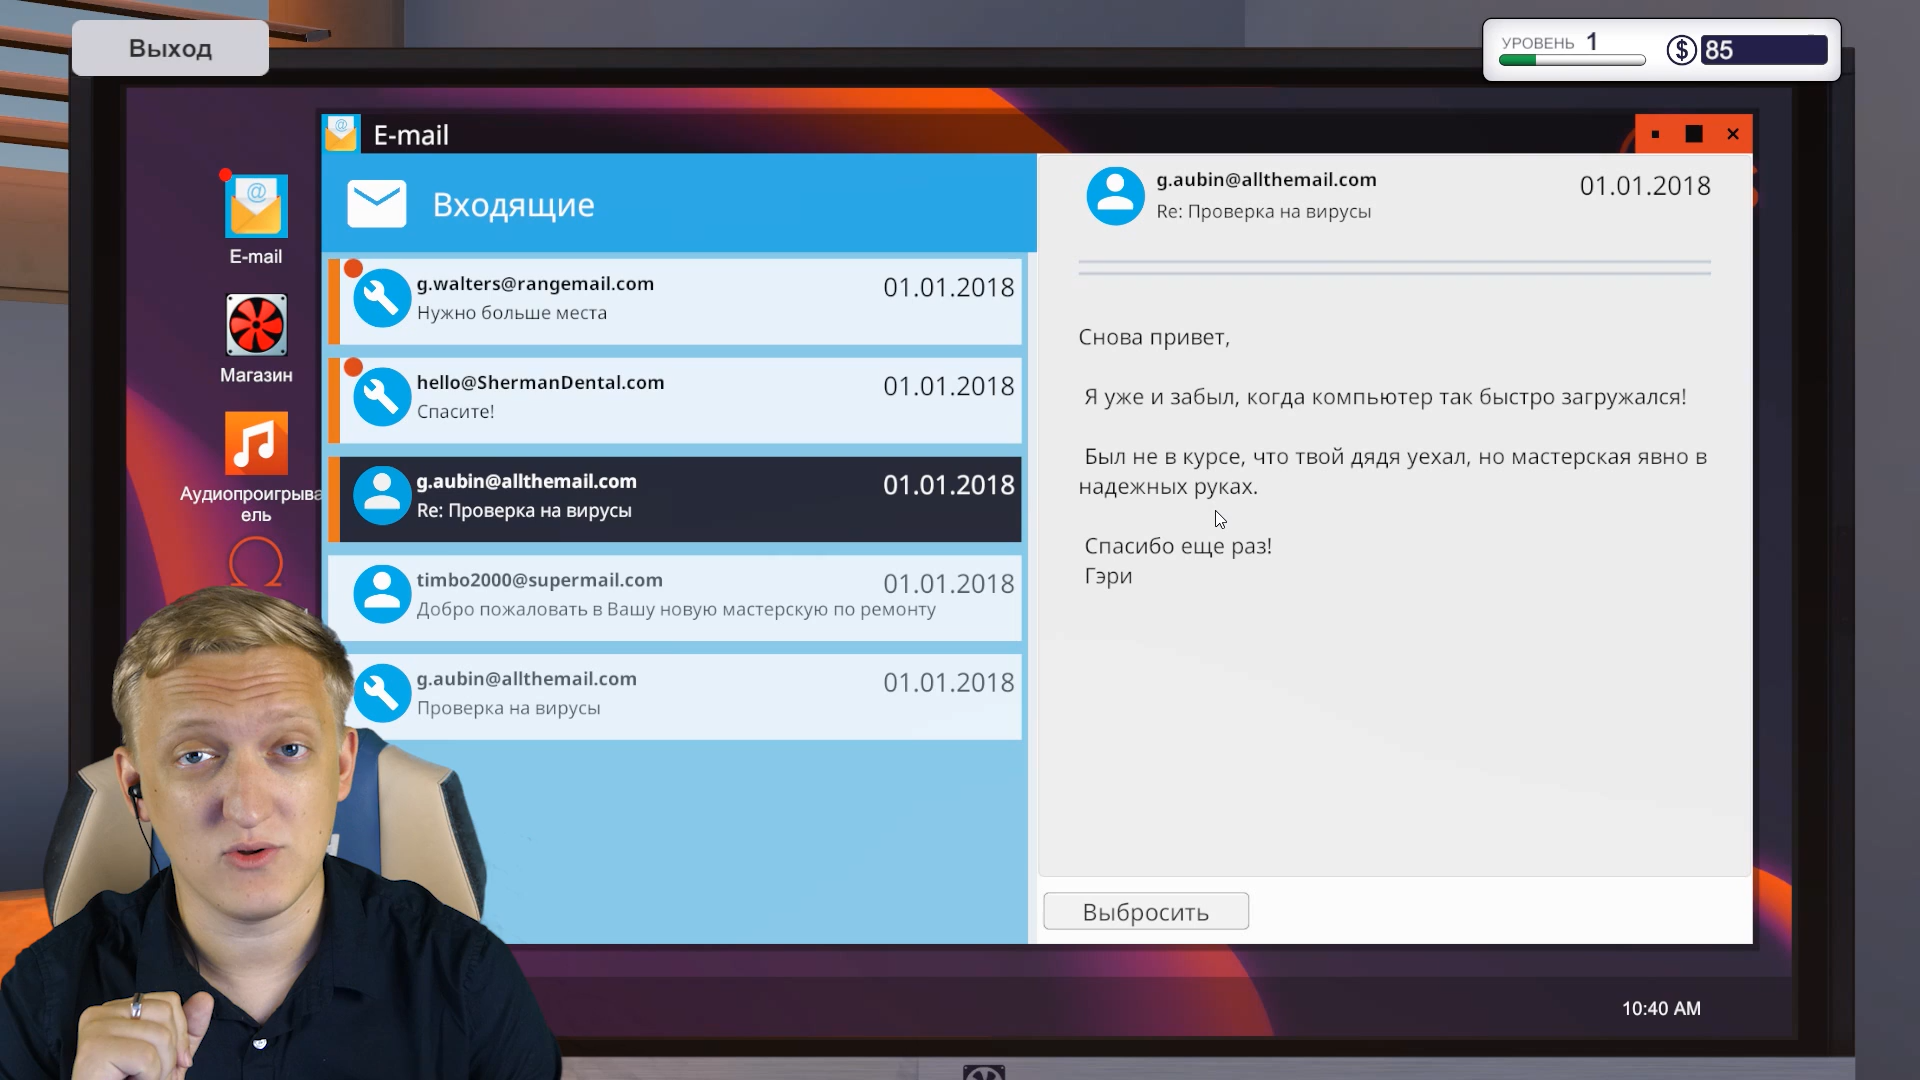 Выход
УРОВЕНЬ 1
$ 85
E-mail
E-mail
Магазин
Аудиопроигрыва
ель
Входящие
g.walters@rangemail.com
01.01.2018
Нужно больше места
hello@ShermanDental.com
01.01.2018
Спасите!
g.aubin@allthemail.com
01.01.2018
Re: Проверка на вирусы
timbo2000@supermail.com
01.01.2018
Добро пожаловать в Вашу новую мастерскую по ремонту
g.aubin@allthemail.com
01.01.2018
Проверка на вирусы
g.aubin@allthemail.com
01.01.2018
Re: Проверка на вирусы
Снова привет,
Я уже и забыл, когда компьютер так быстро загружался!
Был не в курсе, что твой дядя уехал, но мастерская явно в
надежных руках.
Спасибо еще раз!
Гэри
Выбросить
10:40 AM